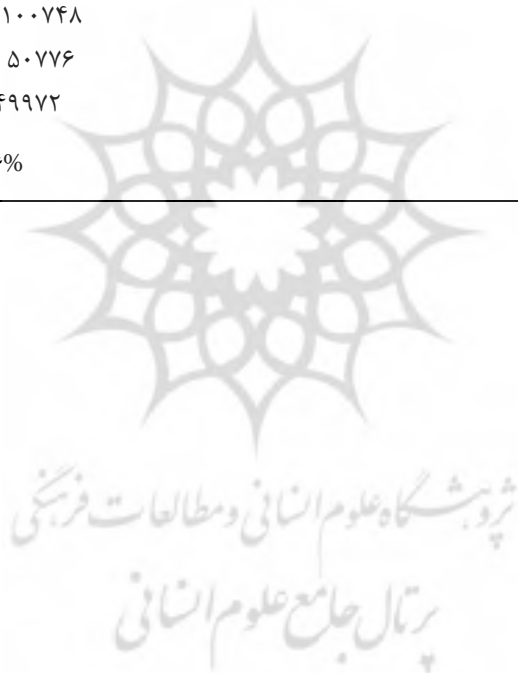 ۱۰۰۷۴۸
۵۰۷۷۶
۴۹۹۷۲
%
پژوهشگاه علوم انسانی و مطالعات فرهنگی
پرتال جامع علوم انسانی